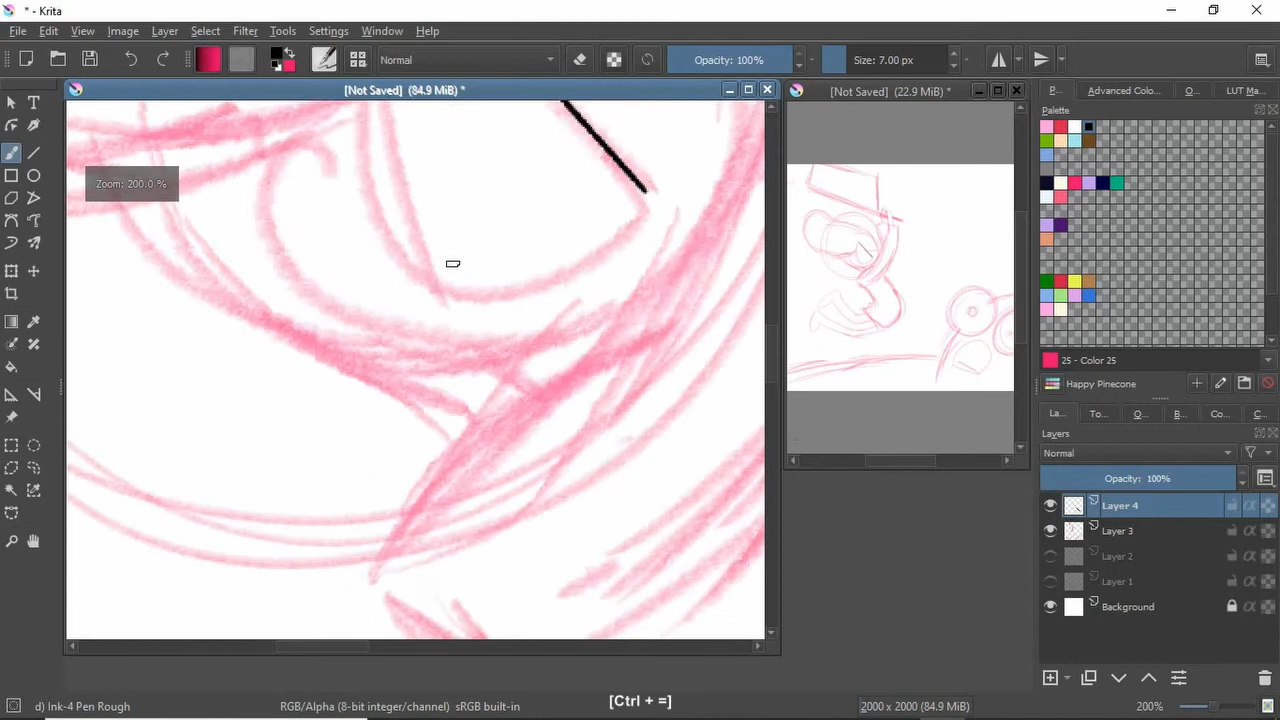 * - Krita
File Edit View Image Layer Select Filter Tools Settings Window Help
Normal Opacity: 100% Size: 7.00 px
[Not Saved] (84.9 MiB) *
[Not Saved] (22.9 MiB) *
P... Advanced Colo... O... LUT Ma...
Palette
Zoom: 200.0 %
25 - Color 25
Happy Pinecone
La... To... O... B... Co... C...
Layers
Normal
Opacity: 100%
Layer 4
Layer 3
Layer 2
Layer 1
Background
[Ctrl + =]
d) Ink-4 Pen Rough RGB/Alpha (8-bit integer/channel) sRGB built-in 2000 x 2000 (84.9 MiB) 200%